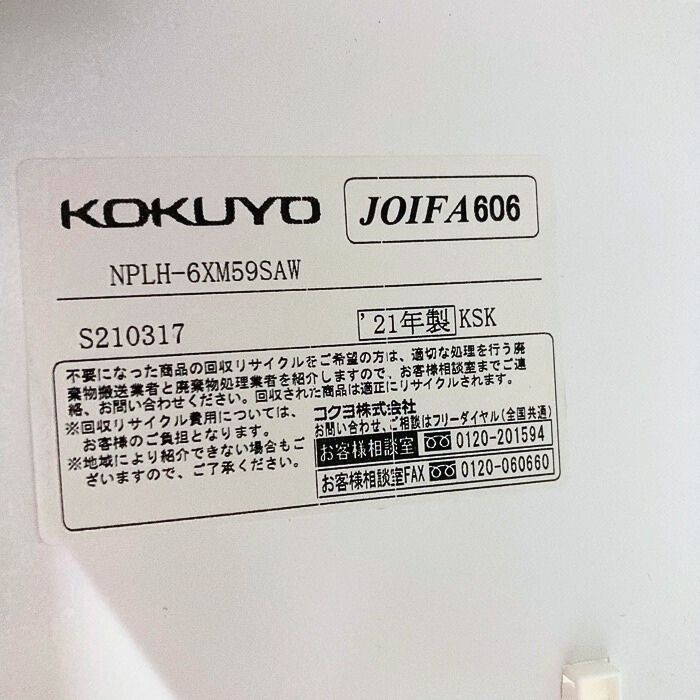 KOKUYO JOIFA606
NPLH-6XM59SAW
S210317 '21年製 KSK
不要になった商品の回収リサイクルをご希望の方は、適切な処理を行う廃
棄物搬送業者と廃棄物処理業者を紹介しますので、お客様相談室までご連
絡、お問い合わせください。回収された商品は適正にリサイクルされます。
※回収リサイクル費用については、
お客様のご負担となります。
※地域により紹介できない場合もご
ざいますので、ご了承ください。
コクヨ株式会社
お問い合わせ、ご相談はフリーダイヤル(全国共通)
お客様相談室 0120-201594
お客様相談室FAX 0120-060660